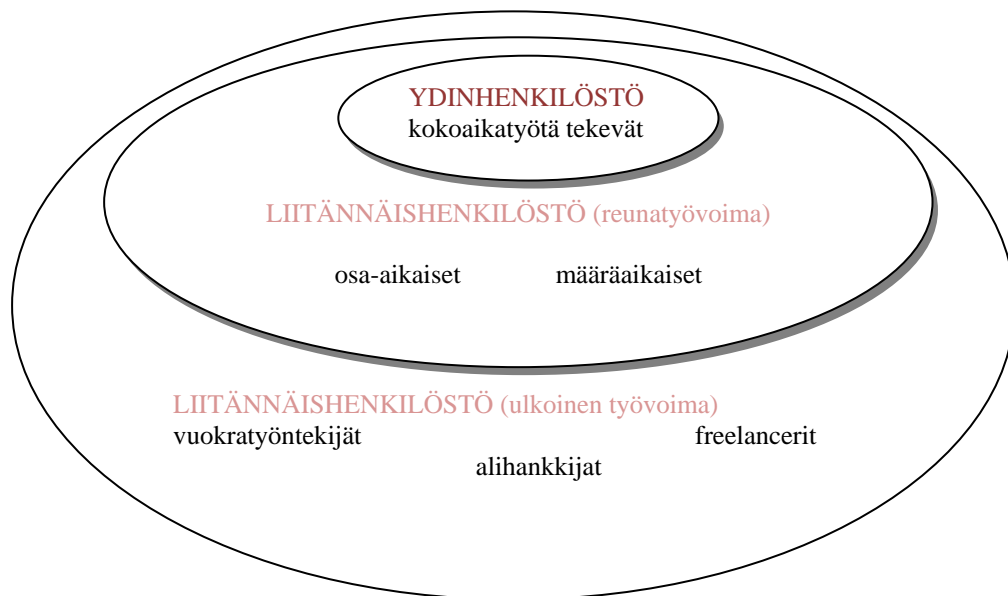 YDINHENKILÖSTÖ
kokoaikatyötä tekevät
LIITÄNNÄISHENKILÖSTÖ (reunatyövoima)
osa-aikaiset määräaikaiset
LIITÄNNÄISHENKILÖSTÖ (ulkoinen työvoima)
vuokratyöntekijät freelancerit
alihankkijat